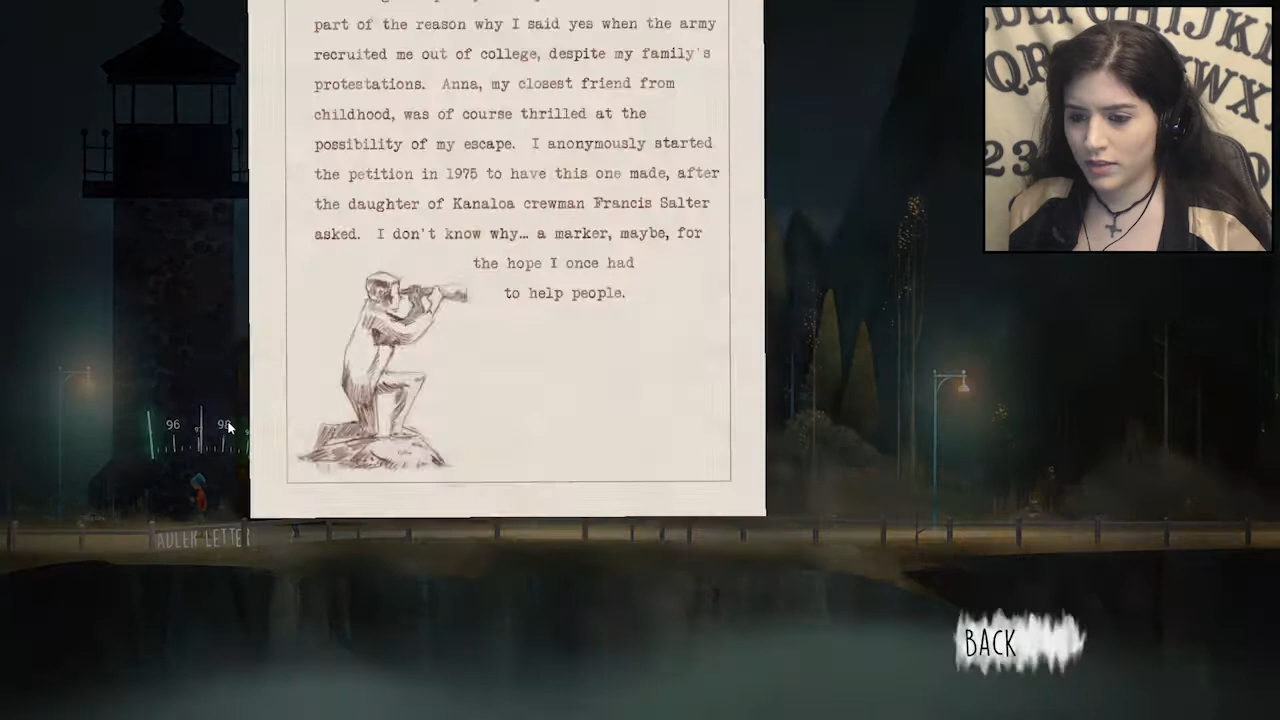 part of the reason why I said yes when the army
recruited me out of college, despite my family's
protestations. Anna, my closest friend from
childhood, was of course thrilled at the
possibility of my escape. I anonymously started
the petition in 1975 to have this one made, after
the daughter of Kanaloa crewman Francis Salter
asked. I don't know why… a marker, maybe, for
the hope I once had
to help people.
96
98
ADLER LETTER
BACK